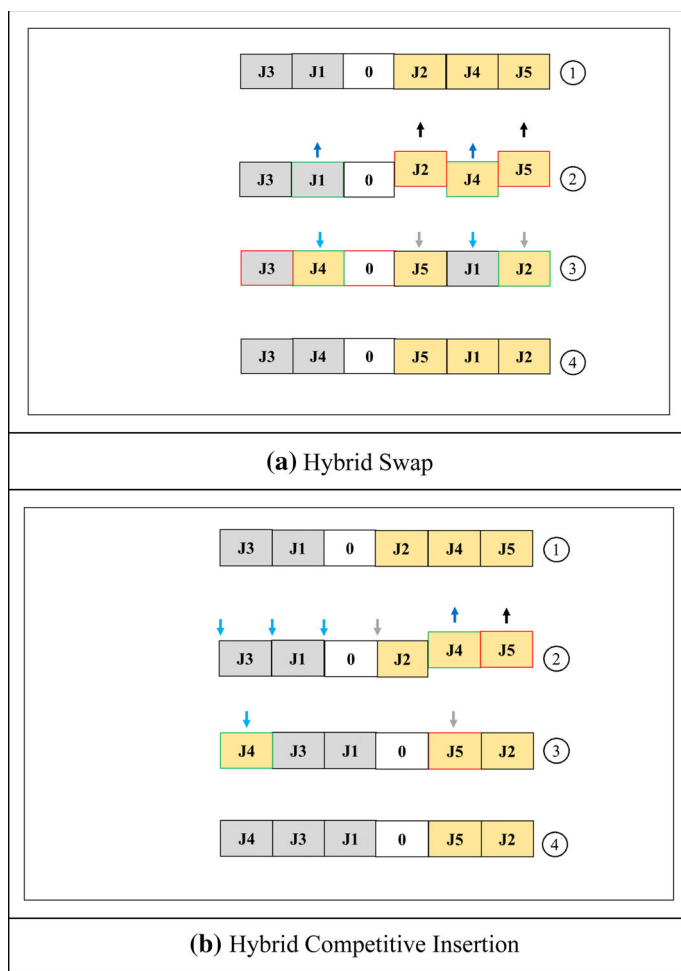 J3 J1 0 J2 J4 J5 1
J3 J1 0 J2 J4 J5 2
J3 J4 0 J5 J1 J2 3
J3 J4 0 J5 J1 J2 4
(a) Hybrid Swap
J3 J1 0 J2 J4 J5 1
J3 J1 0 J2 J4 J5 2
J4 J3 J1 0 J5 J2 3
J4 J3 J1 0 J5 J2 4
(b) Hybrid Competitive Insertion